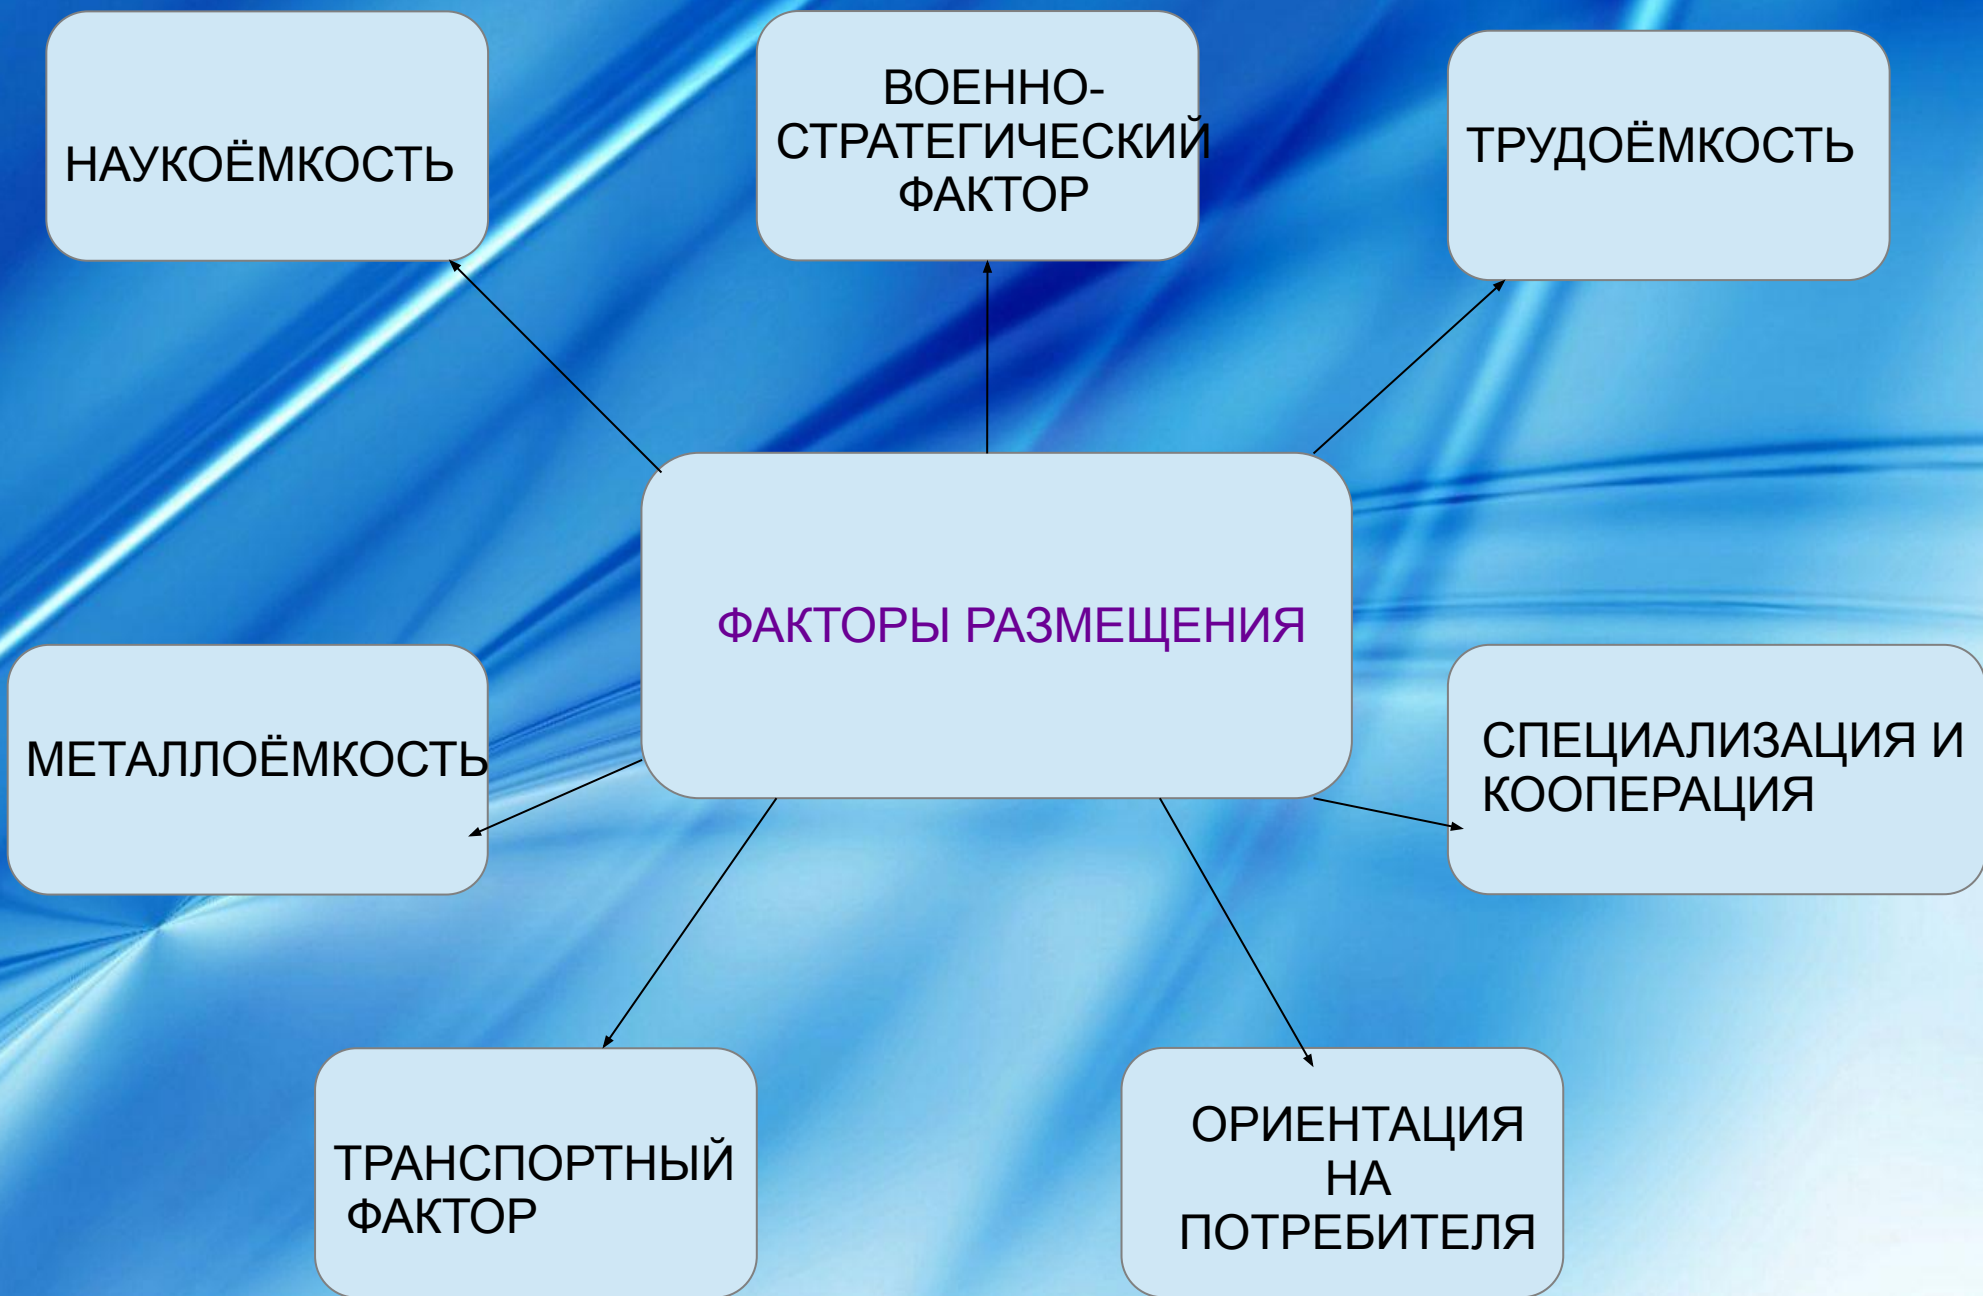 НАУКОЁМКОСТЬ
ВОЕННО-
СТРАТЕГИЧЕСКИЙ
ФАКТОР
ТРУДОЁМКОСТЬ
ФАКТОРЫ РАЗМЕЩЕНИЯ
МЕТАЛЛОЁМКОСТЬ
СПЕЦИАЛИЗАЦИЯ И
КООПЕРАЦИЯ
ТРАНСПОРТНЫЙ
ФАКТОР
ОРИЕНТАЦИЯ
НА
ПОТРЕБИТЕЛЯ